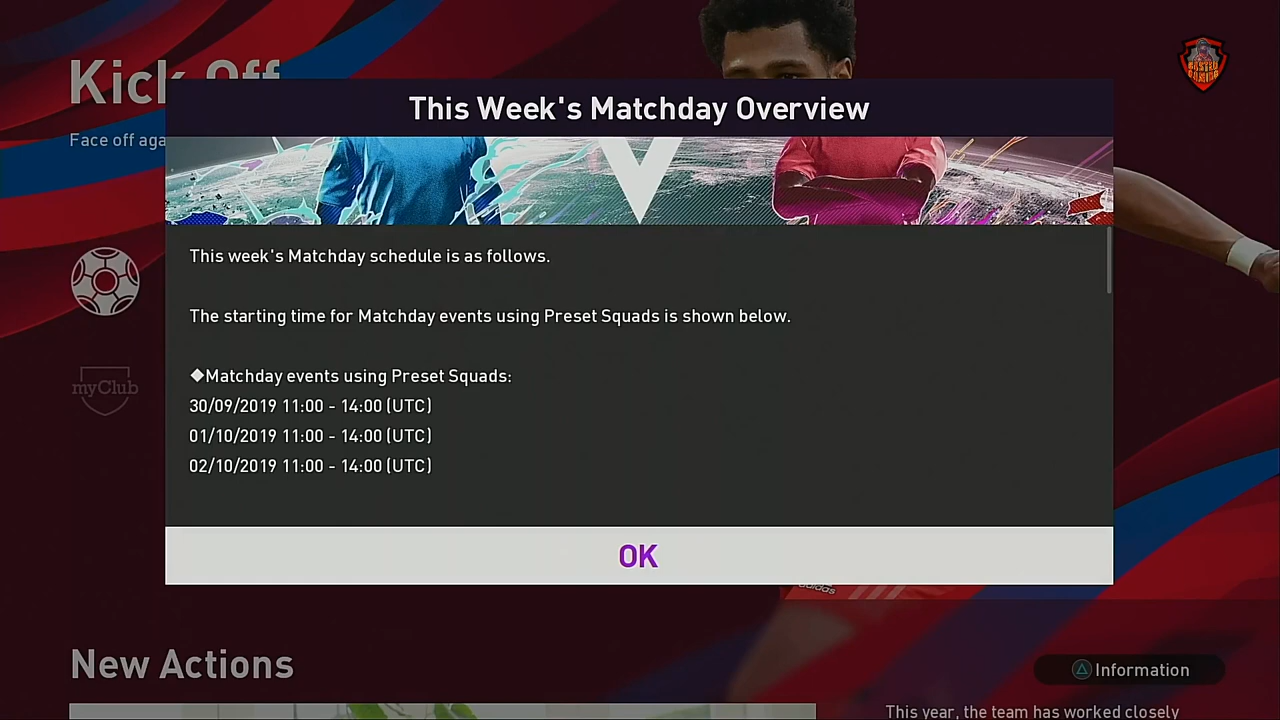 Kick Off
Face off aga
This Week's Matchday Overview
This week's Matchday schedule is as follows.
The starting time for Matchday events using Preset Squads is shown below.
◆Matchday events using Preset Squads:
30/09/2019 11:00 - 14:00 (UTC)
01/10/2019 11:00 - 14:00 (UTC)
02/10/2019 11:00 - 14:00 (UTC)
myClub
OK
adidas
New Actions
Information
This year, the team has worked closely